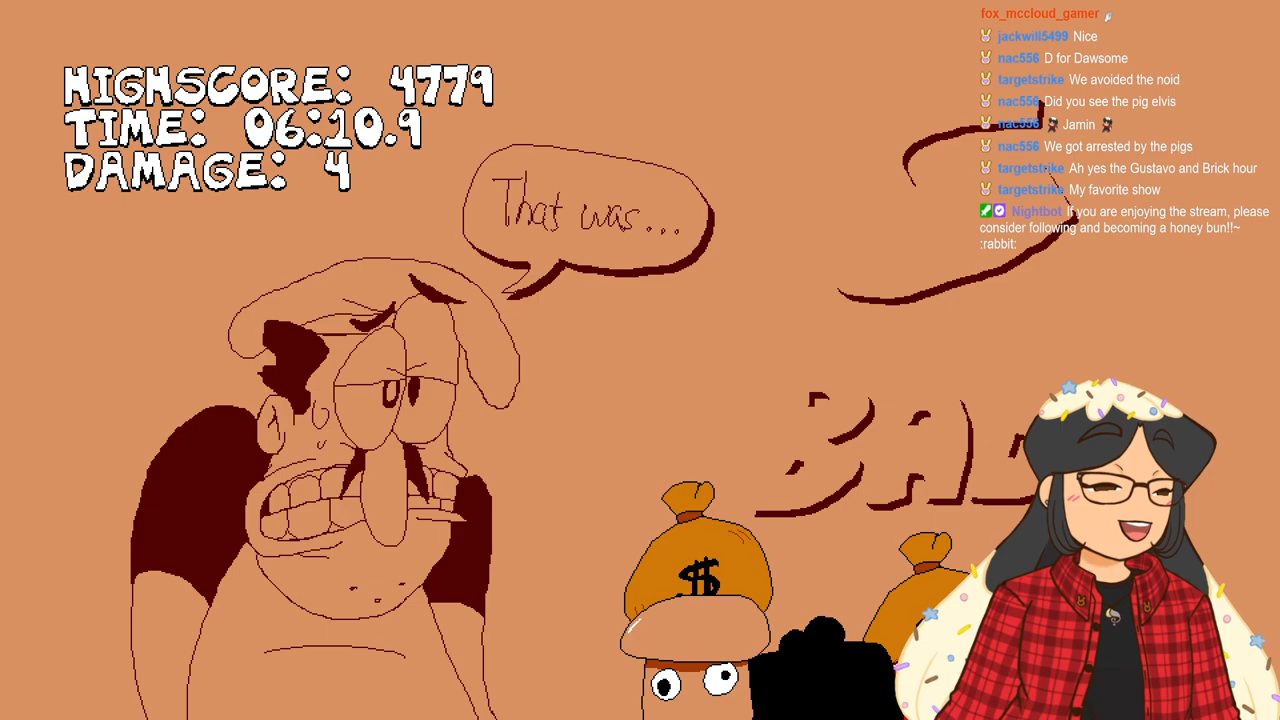 HIGHSCORE: 4779
TIME: 06:10.9
DAMAGE: 4
That was...
BAD
$
fox_mccloud_gamer
jackwill5499 Nice
nac556 D for Dawsome
targetstrike We avoided the noid
nac556 Did you see the pig elvis
nac556 Jamin
nac556 We got arrested by the pigs
targetstrike Ah yes the Gustavo and Brick hour
targetstrike My favorite show
Nightbot If you are enjoying the stream, please
consider following and becoming a honey bun!!~
:rabbit: